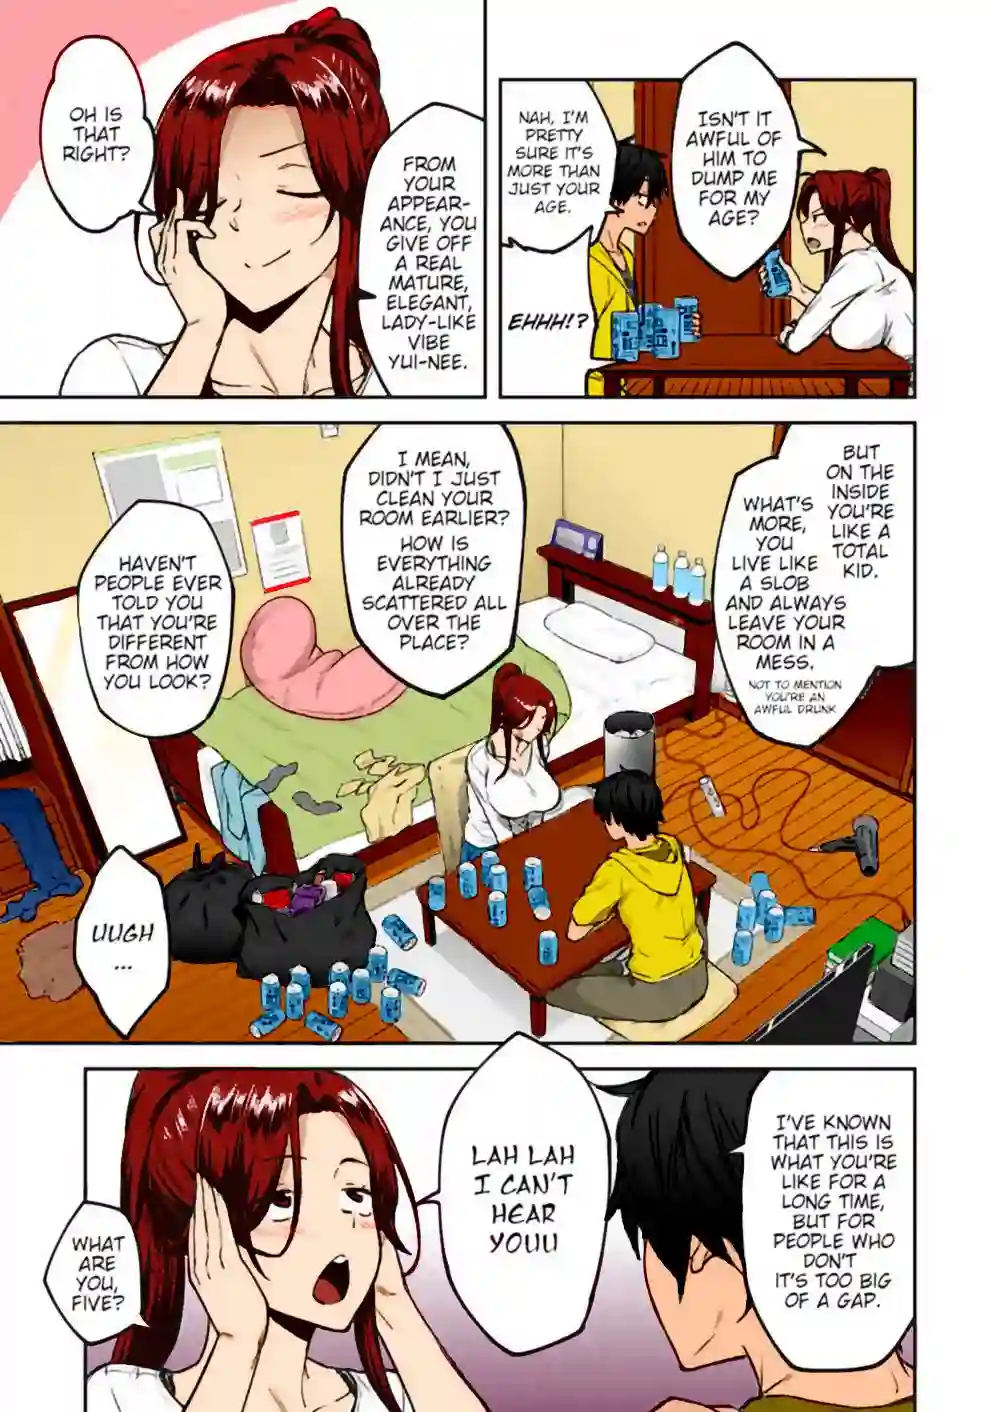 ISN'T IT
AWFUL OF
HIM TO
DUMP ME
FOR MY
AGE?
NAH, I'M
PRETTY
SURE IT'S
MORE THAN
JUST YOUR
AGE.
EHHH!?
FROM
YOUR
APPEAR-
ANCE, YOU
GIVE OFF
A REAL
MATURE,
ELEGANT,
LADY-LIKE
VIBE
YUI-NEE.
OH IS
THAT
RIGHT?
BUT
ON THE
INSIDE
YOU'RE
LIKE A
TOTAL
KID.
WHAT'S
MORE,
YOU
LIVE LIKE
A SLOB
AND ALWAYS
LEAVE YOUR
ROOM IN A
MESS.
NOT TO MENTION
YOU'RE AN
AWFUL DRUNK
I MEAN,
DIDN'T I JUST
CLEAN YOUR
ROOM EARLIER?
HOW IS
EVERYTHING
ALREADY
SCATTERED ALL
OVER THE
PLACE?
HAVEN'T
PEOPLE EVER
TOLD YOU
THAT YOU'RE
DIFFERENT
FROM HOW
YOU LOOK?
UUGH
...
I'VE KNOWN
THAT THIS IS
WHAT YOU'RE
LIKE FOR A
LONG TIME,
BUT FOR
PEOPLE WHO
DON'T
IT'S TOO BIG
OF A GAP.
LAH LAH
I CAN'T
HEAR
YOUU
WHAT
ARE
YOU,
FIVE?